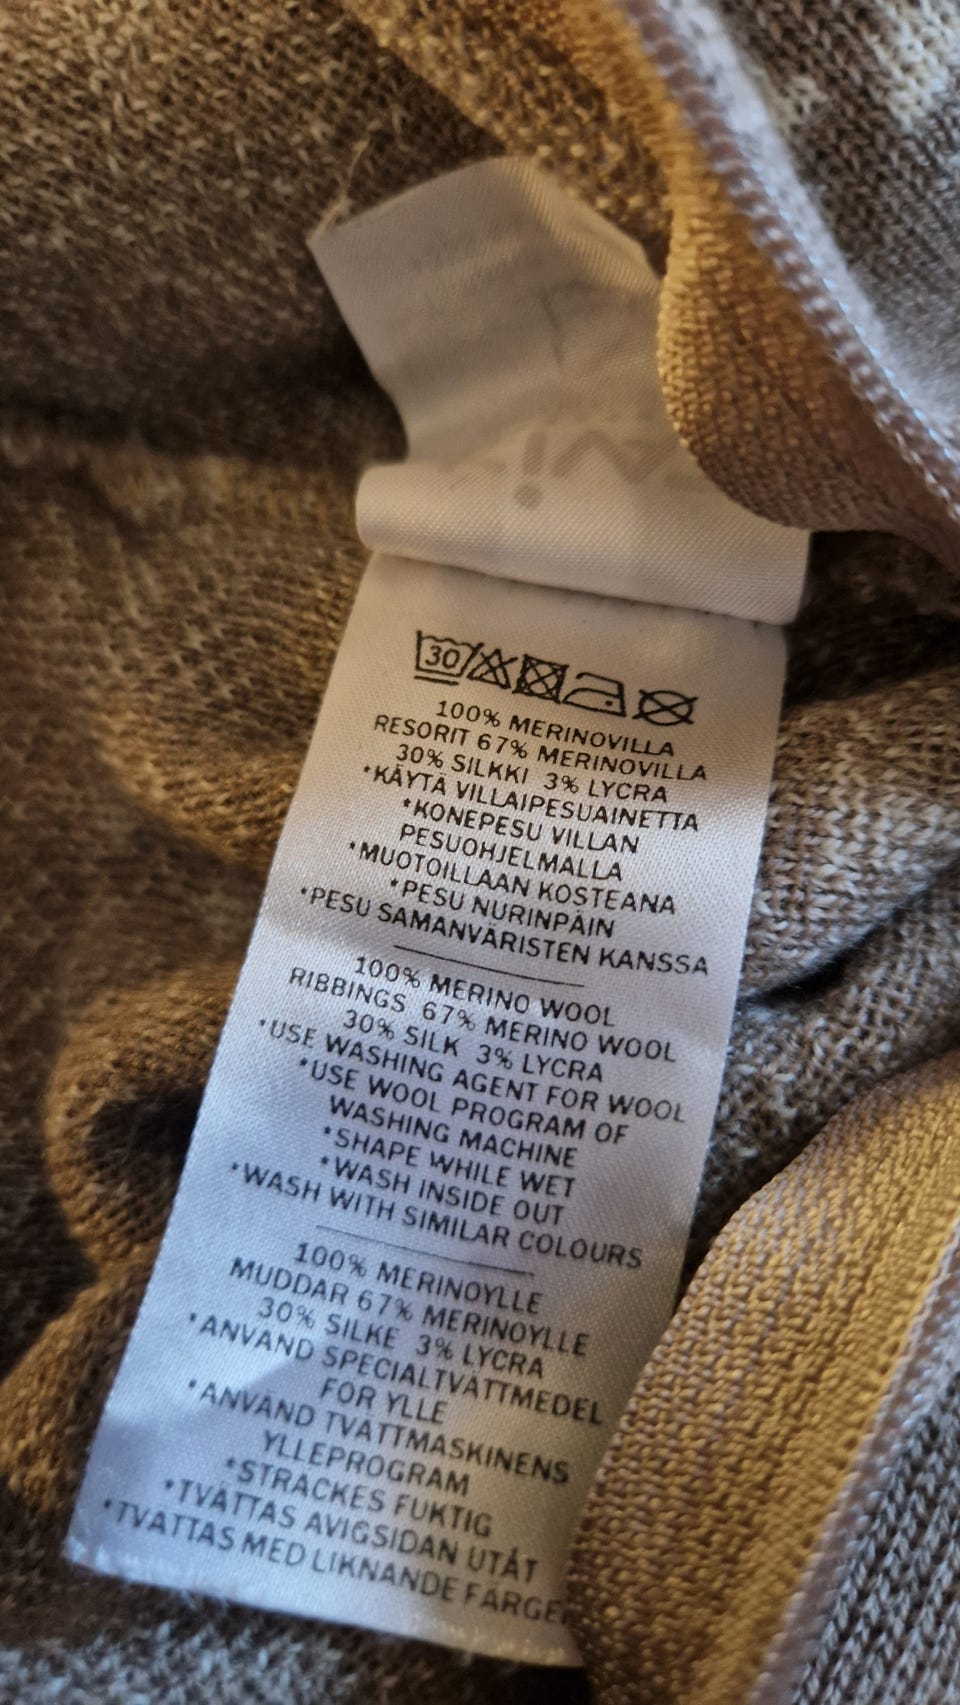 30
100% MERINOVILLA
RESORIT 67% MERINOVILLA
30% SILKKI 3% LYCRA
*KÄYTÄ VILLAIPESUAINETTA
*KONEPESU VILLAN
PESUOHJELMALLA
*MUOTOILLAAN KOSTEANA
*PESU NURINPÄIN
*PESU SAMANVÄRISTEN KANSSA
100% MERINO WOOL
RIBBINGS 67% MERINO WOOL
30% SILK 3% LYCRA
*USE WASHING AGENT FOR WOOL
*USE WOOL PROGRAM OF
WASHING MACHINE
*SHAPE WHILE WET
*WASH INSIDE OUT
*WASH WITH SIMILAR COLOURS
100% MERINOYLLE
MUDDAR 67% MERINOYLLE
30% SILKE 3% LYCRA
*ANVÄND SPECIALTVÄTTMEDEL
FÖR YLLE
*ANVÄND TVÄTTMASKINENS
YLLEPROGRAM
*STRÄCKES FUKTIG
*TVÄTTAS AVIGSIDAN UTÅT
*TVÄTTAS MED LIKNANDE